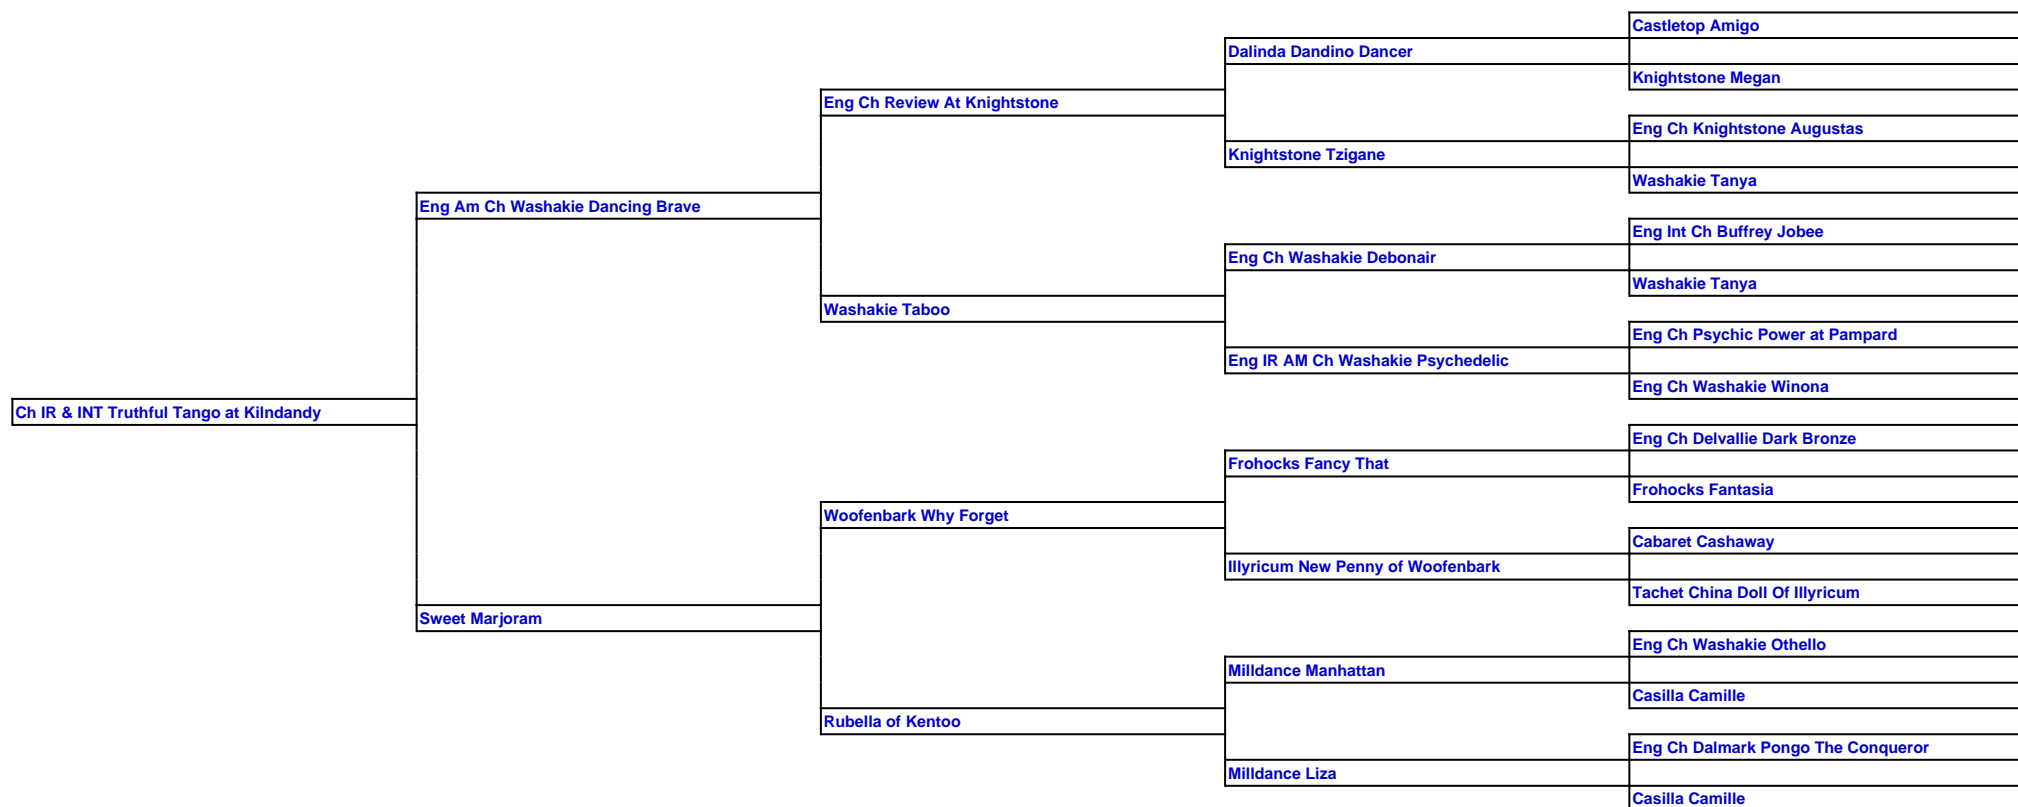 Castletop Amigo
Dalinda Dandino Dancer
Knightstone Megan
Eng Ch Review At Knightstone
Eng Ch Knightstone Augustas
Knightstone Tzigane
Washakie Tanya
Eng Am Ch Washakie Dancing Brave
Eng Int Ch Buffrey Jobee
Eng Ch Washakie Debonair
Washakie Tanya
Washakie Taboo
Eng Ch Psychic Power at Pampard
Eng IR AM Ch Washakie Psychedelic
Eng Ch Washakie Winona
Ch IR & INT Truthful Tango at Kilndandy
Eng Ch Delvallie Dark Bronze
Frohocks Fancy That
Frohocks Fantasia
Woofenbark Why Forget
Cabaret Cashaway
Illyricum New Penny of Woofenbark
Tachet China Doll Of Illyricum
Sweet Marjoram
Eng Ch Washakie Othello
Milldance Manhattan
Casilla Camille
Rubella of Kentoo
Eng Ch Dalmark Pongo The Conqueror
Milldance Liza
Casilla Camille